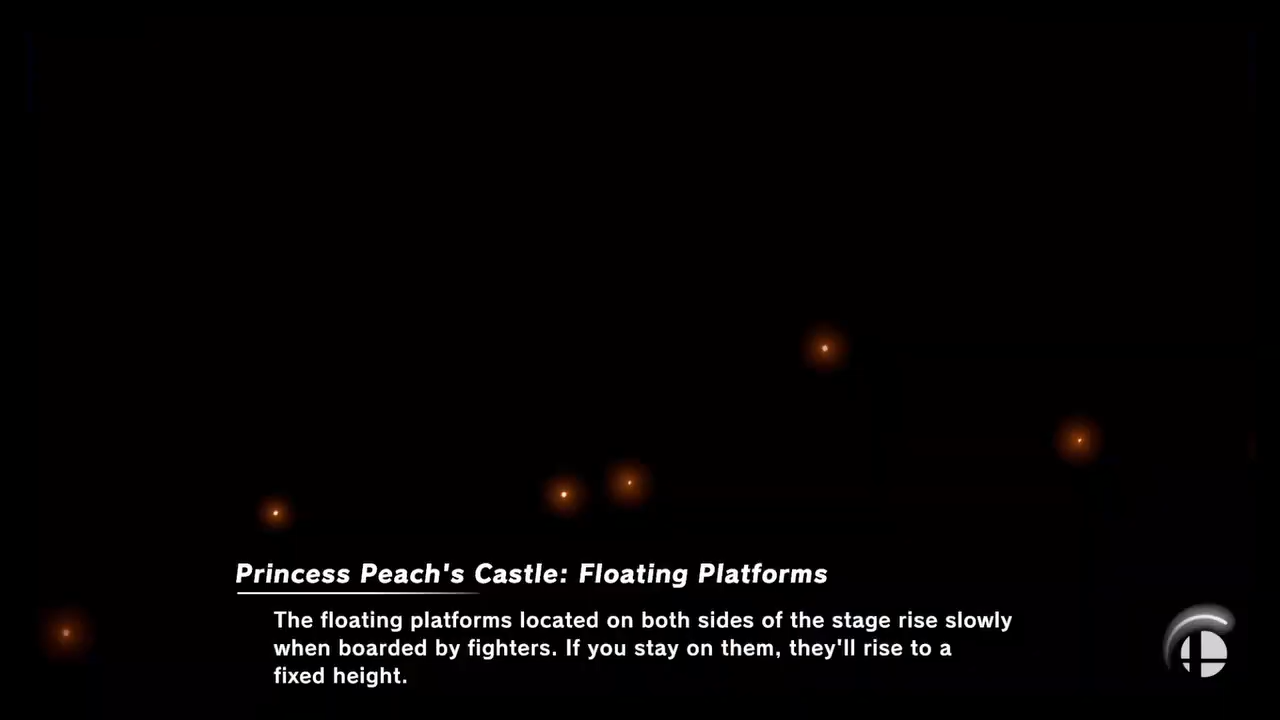 Princess Peach's Castle: Floating Platforms
The floating platforms located on both sides of the stage rise slowly
when boarded by fighters. If you stay on them, they'll rise to a
fixed height.